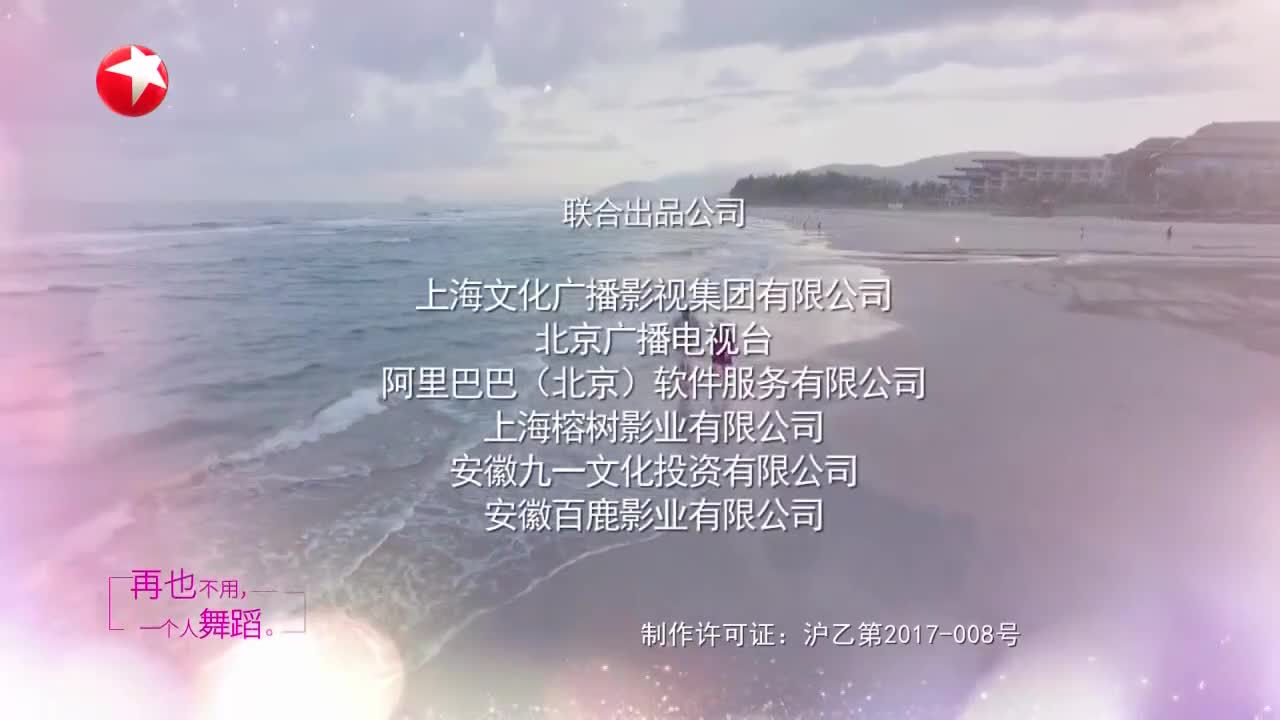 联合出品公司
上海文化广播影视集团有限公司
北京广播电视台
阿里巴巴（北京）软件服务有限公司
上海榕树影业有限公司
安徽九一文化投资有限公司
安徽百鹿影业有限公司
再也不用，
一个人舞蹈。
制作许可证：沪乙第2017-008号